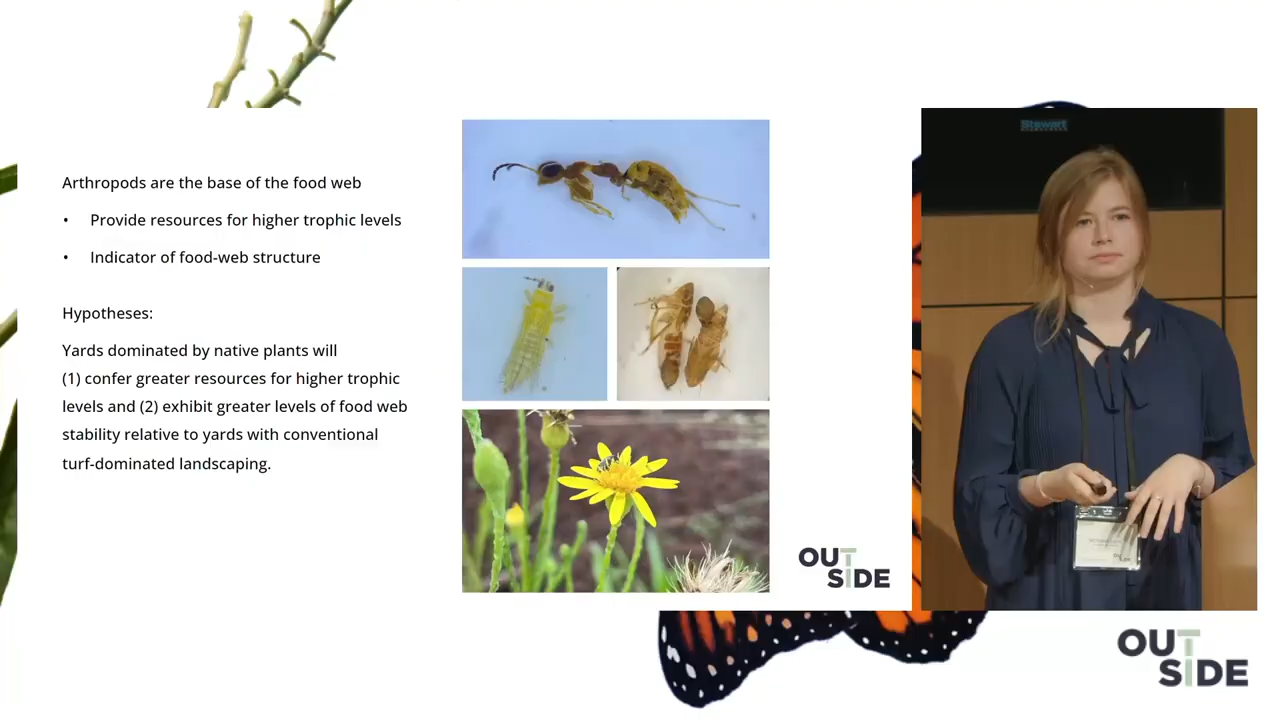 Stewart
Arthropods are the base of the food web
• Provide resources for higher trophic levels
• Indicator of food-web structure
Hypotheses:
Yards dominated by native plants will
(1) confer greater resources for higher trophic
levels and (2) exhibit greater levels of food web
stability relative to yards with conventional
turf-dominated landscaping.
OUT
SIDE
OUT
SIDE